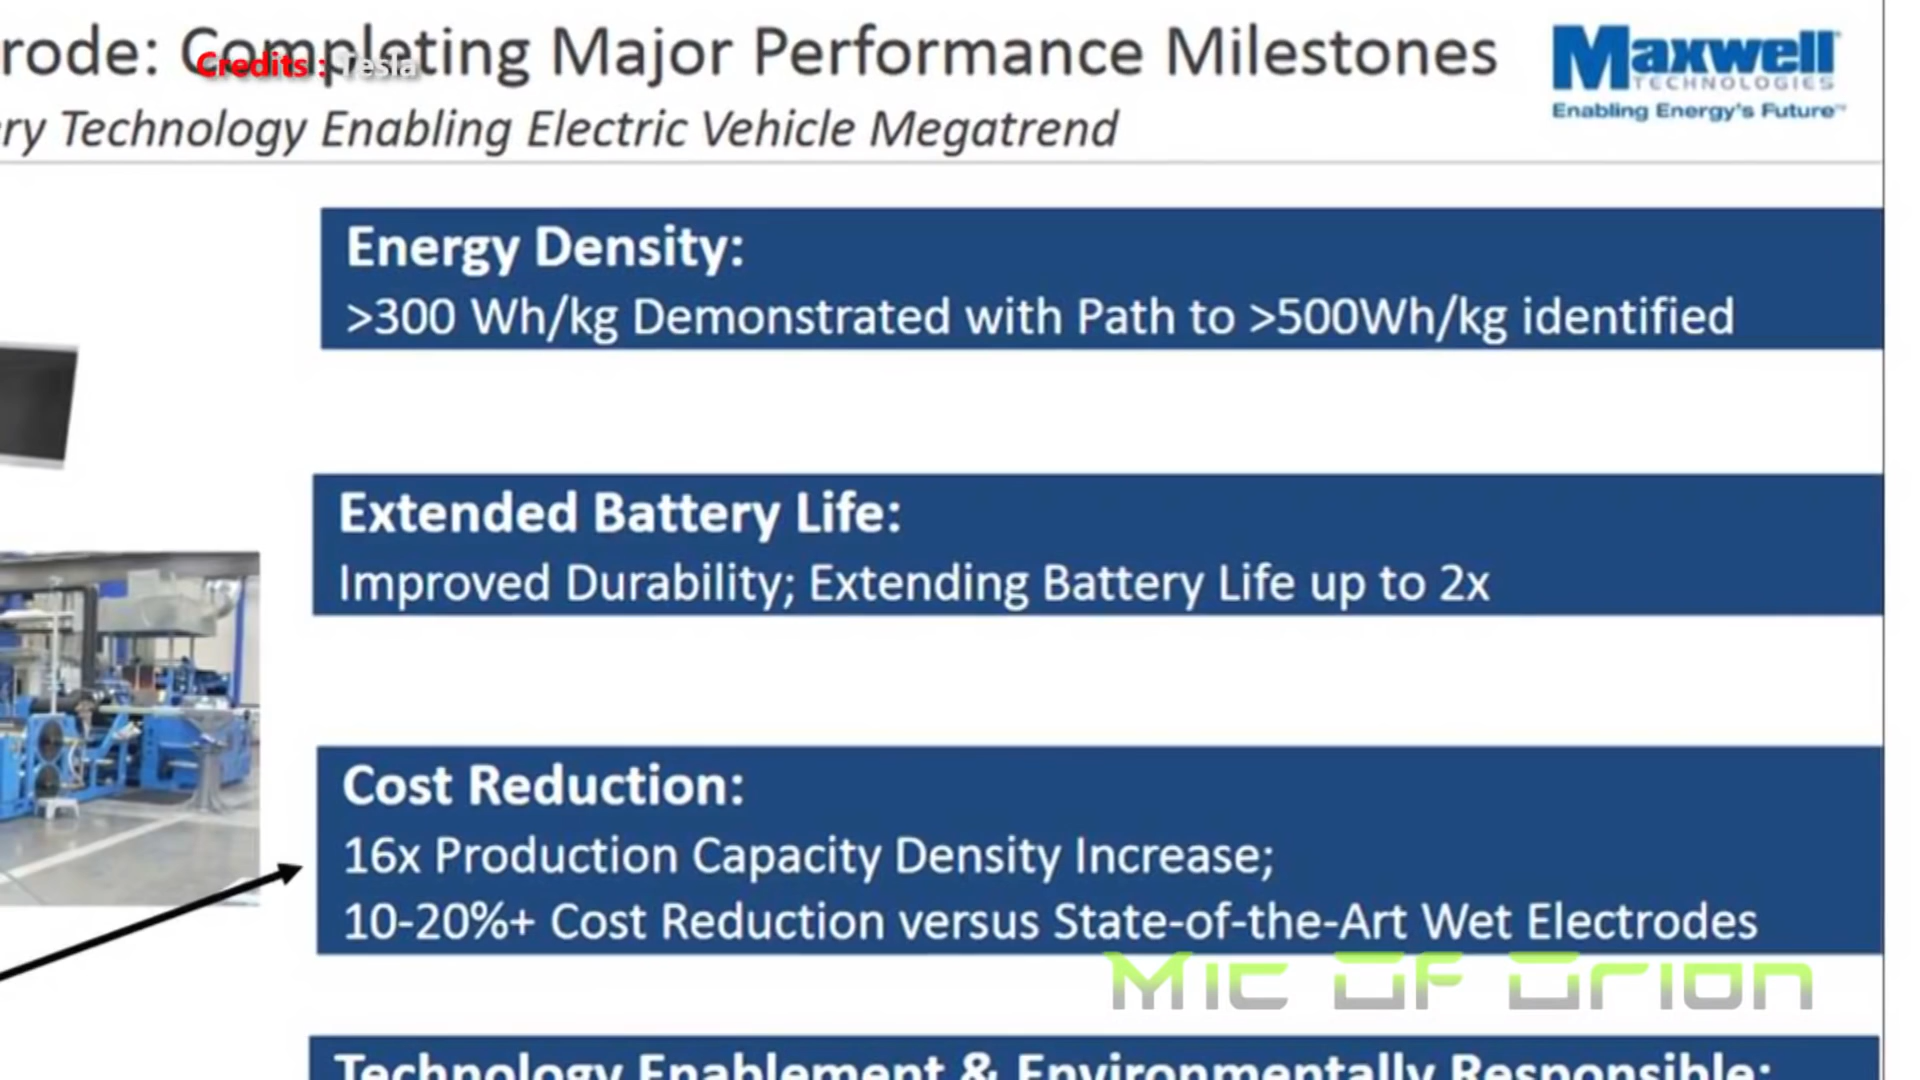 rode: Completing Major Performance Milestones
Credits : Tesla
ry Technology Enabling Electric Vehicle Megatrend
Maxwell
TECHNOLOGIES
Enabling Energy's Future™
Energy Density:
>300 Wh/kg Demonstrated with Path to >500Wh/kg identified
Extended Battery Life:
Improved Durability; Extending Battery Life up to 2x
Cost Reduction:
16x Production Capacity Density Increase;
10-20%+ Cost Reduction versus State-of-the-Art Wet Electrodes
Mic Of Orion
Technology Enablement & Environmentally Responsible: